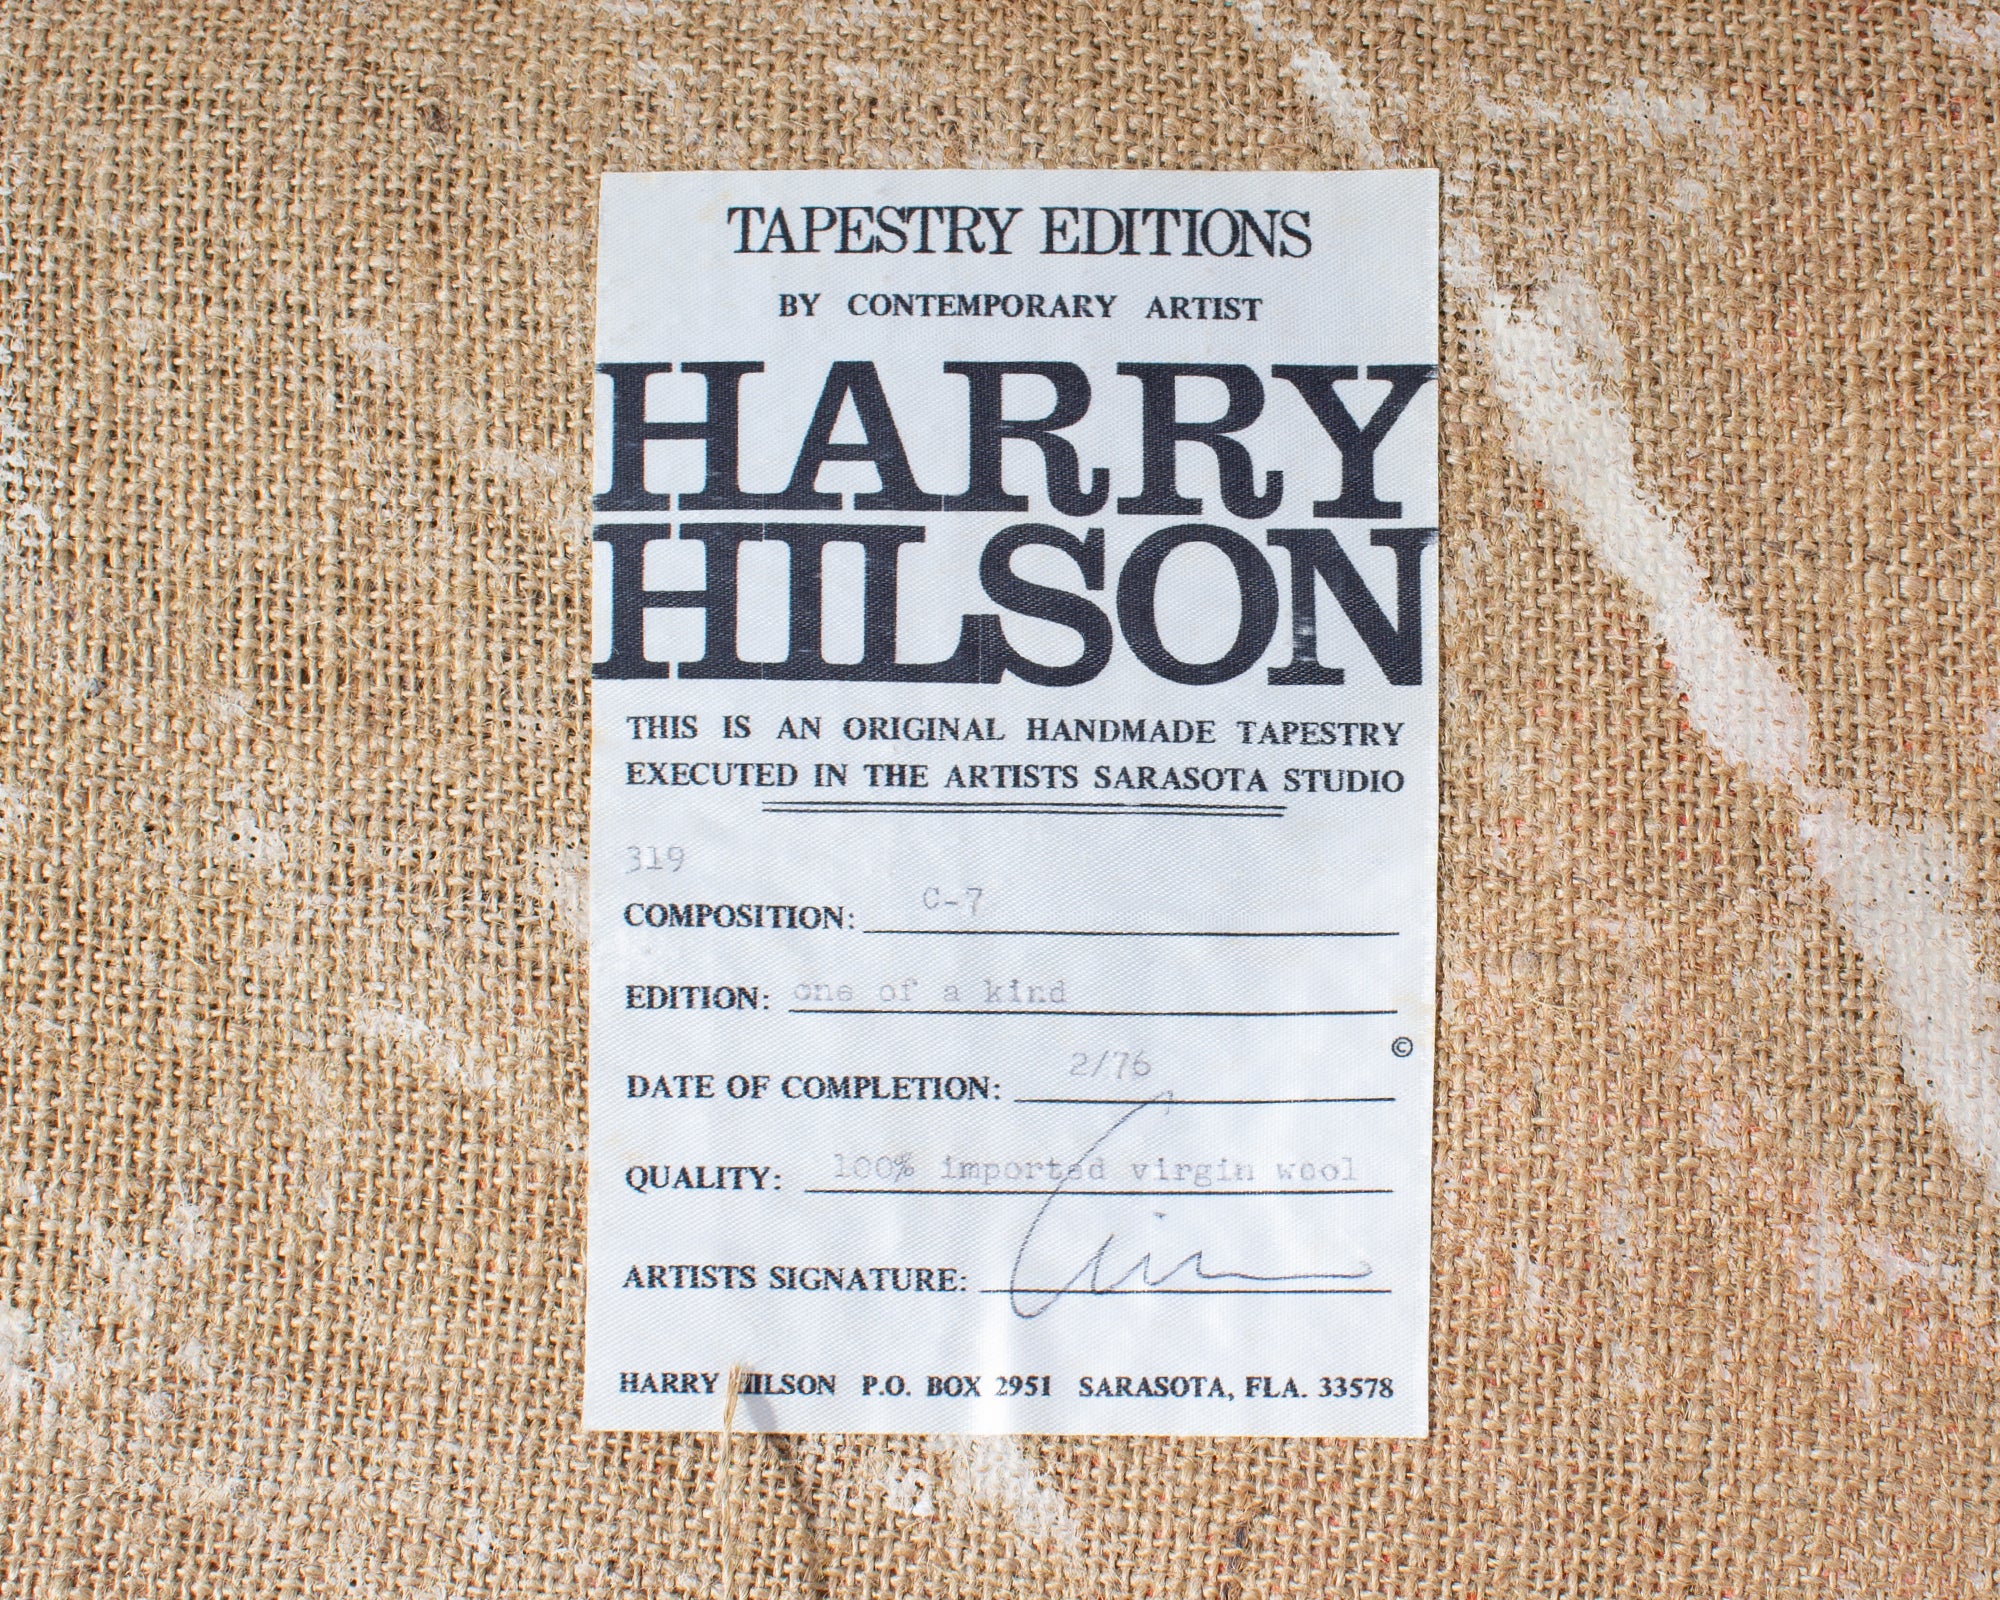 TAPESTRY EDITIONS
BY CONTEMPORARY ARTIST
HARRY
HILSON
THIS IS AN ORIGINAL HANDMADE TAPESTRY
EXECUTED IN THE ARTISTS SARASOTA STUDIO
319
COMPOSITION: C-7
EDITION: one of a kind
©
DATE OF COMPLETION: 2/76
QUALITY: 100% imported virgin wool
ARTISTS SIGNATURE:
HARRY HILSON P.O. BOX 2951 SARASOTA, FLA. 33578